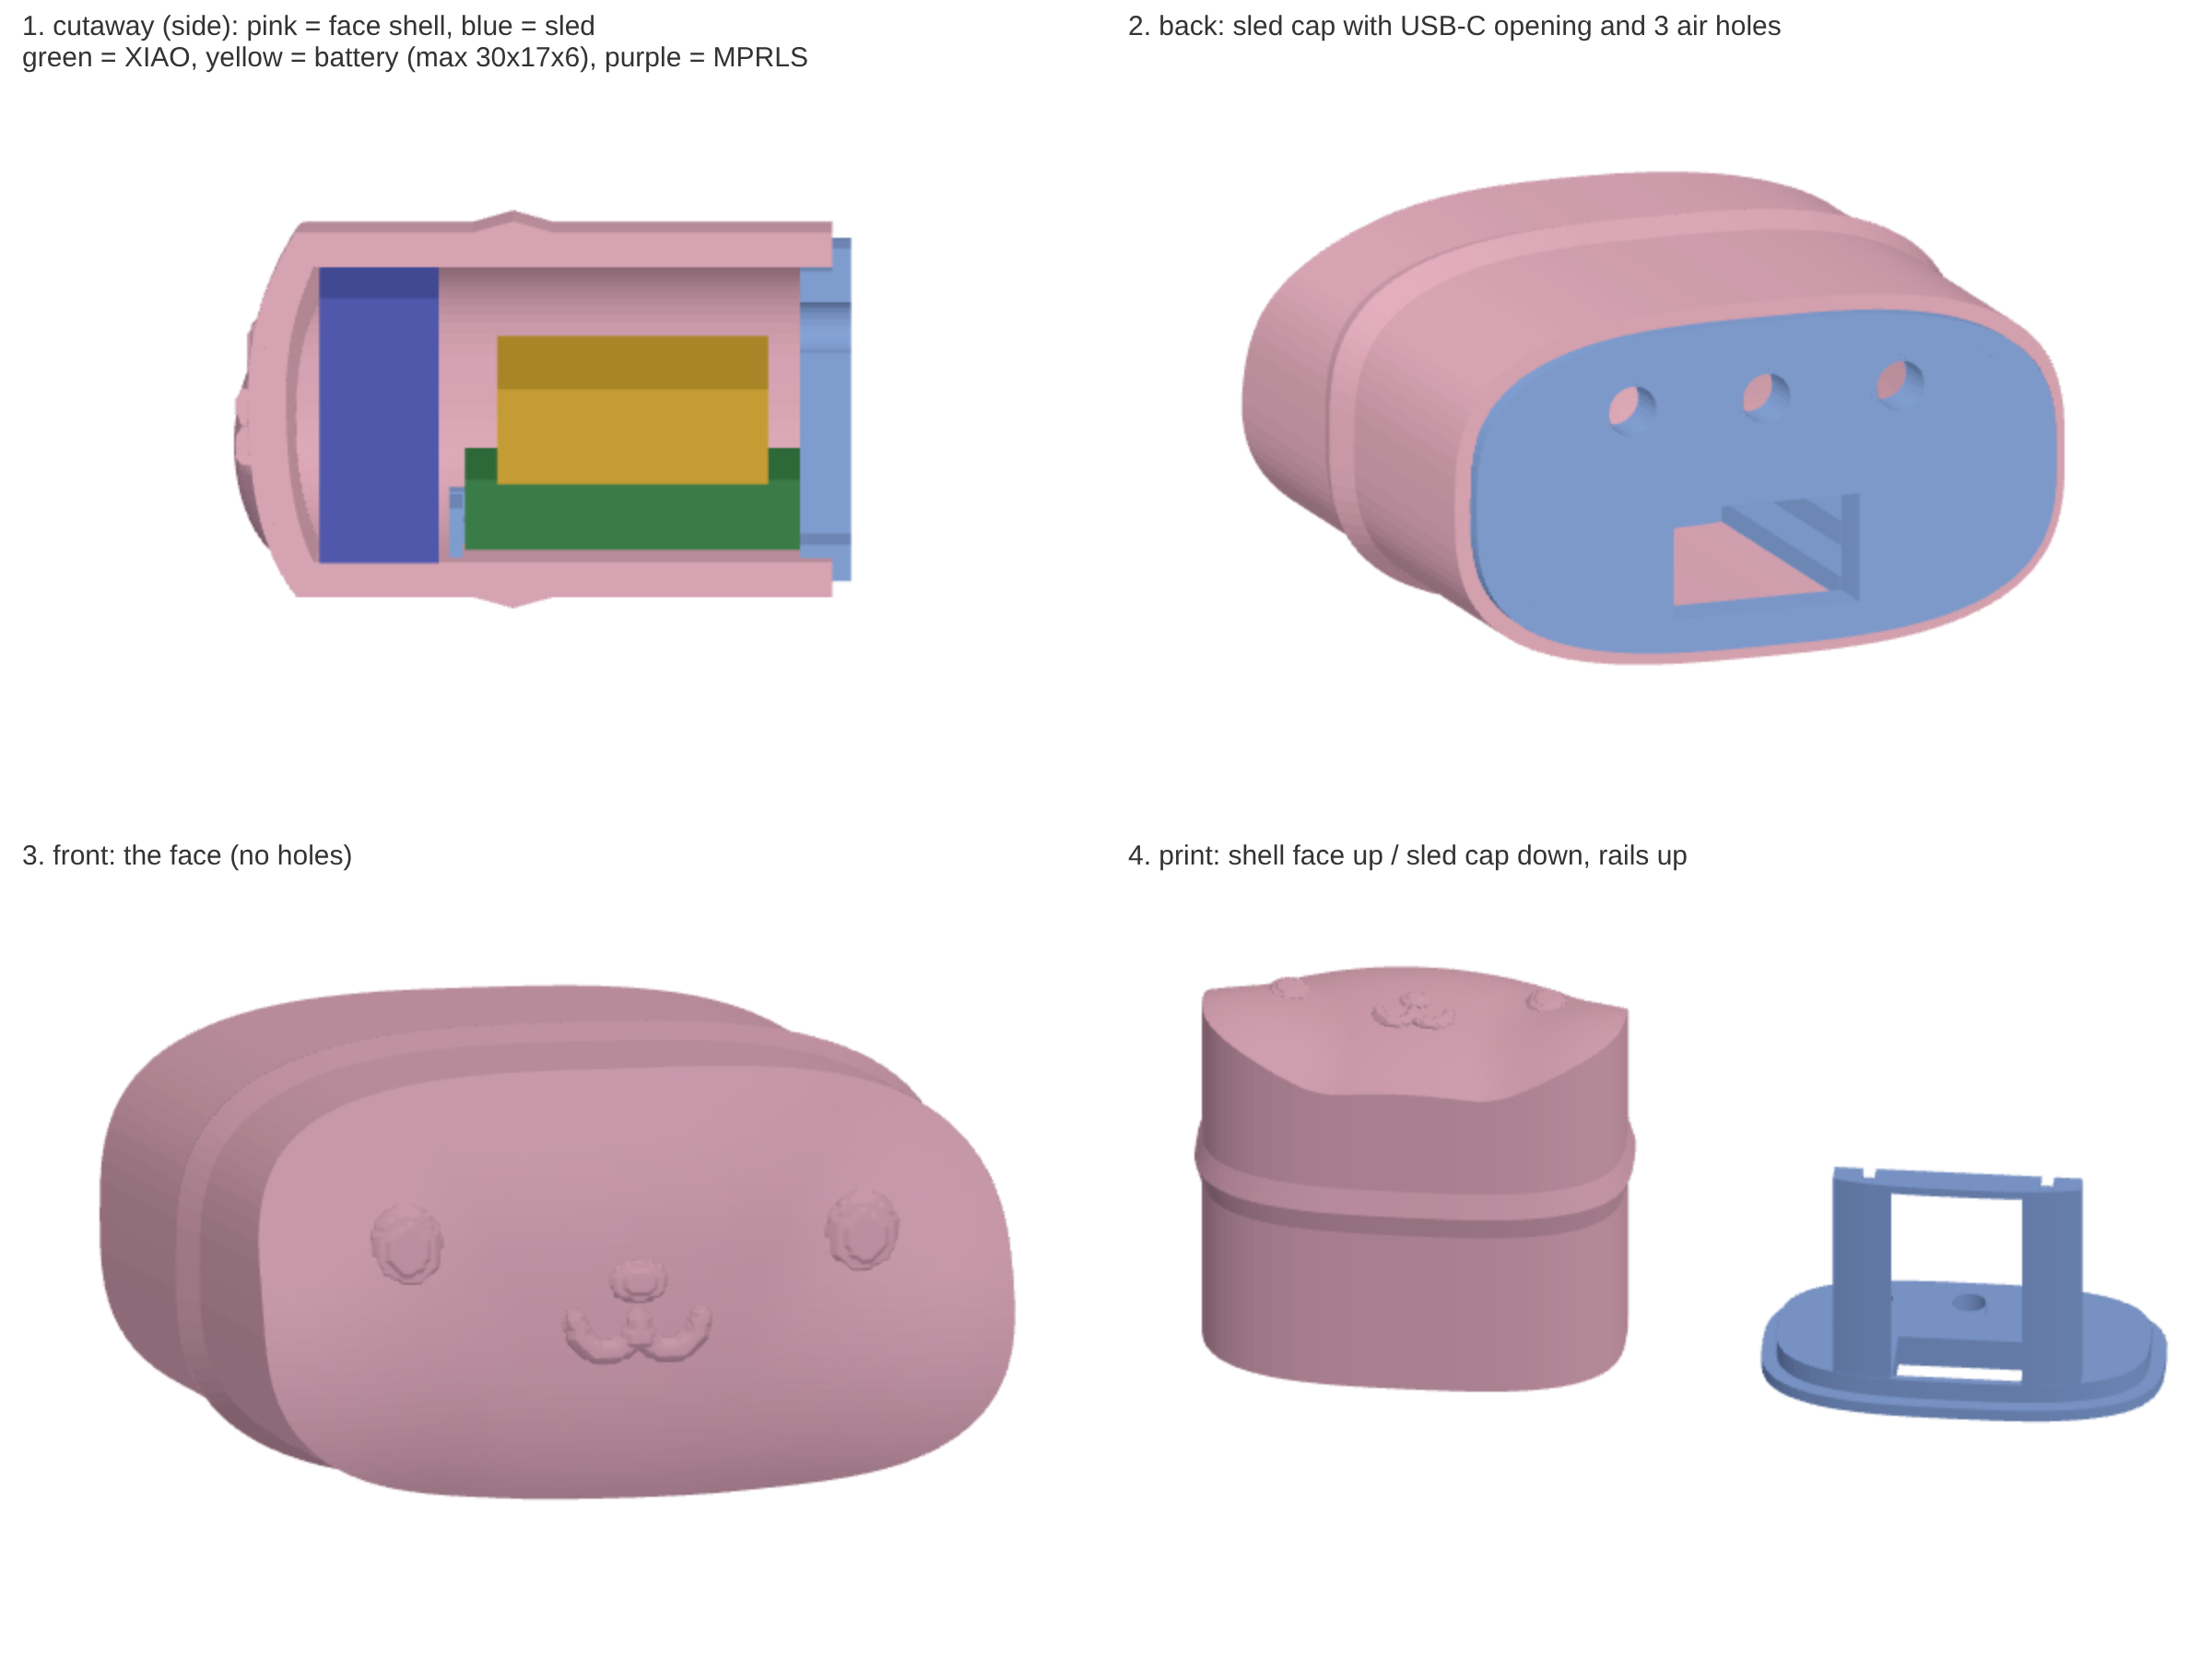 1. cutaway (side): pink = face shell, blue = sled
green = XIAO, yellow = battery (max 30x17x6), purple = MPRLS
2. back: sled cap with USB-C opening and 3 air holes
3. front: the face (no holes)
4. print: shell face up / sled cap down, rails up